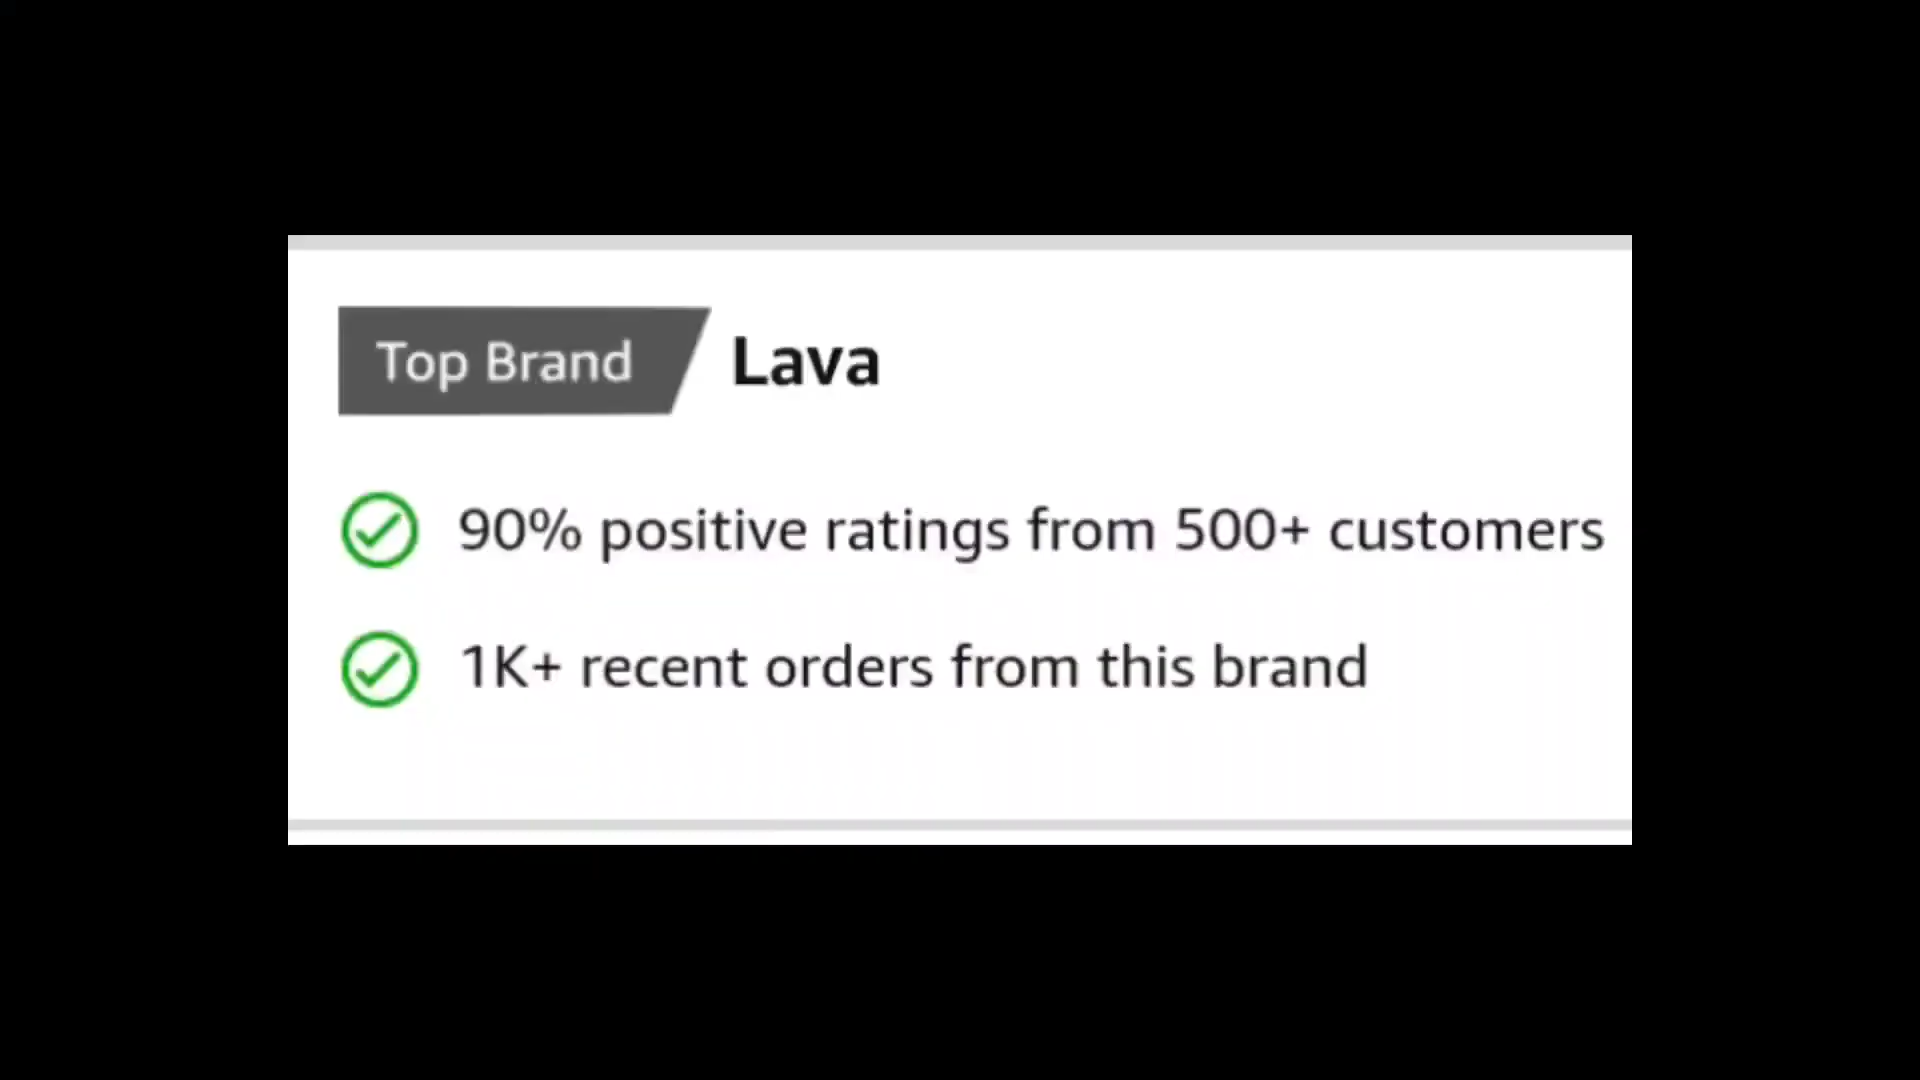 Top Brand Lava
90% positive ratings from 500+ customers
1K+ recent orders from this brand